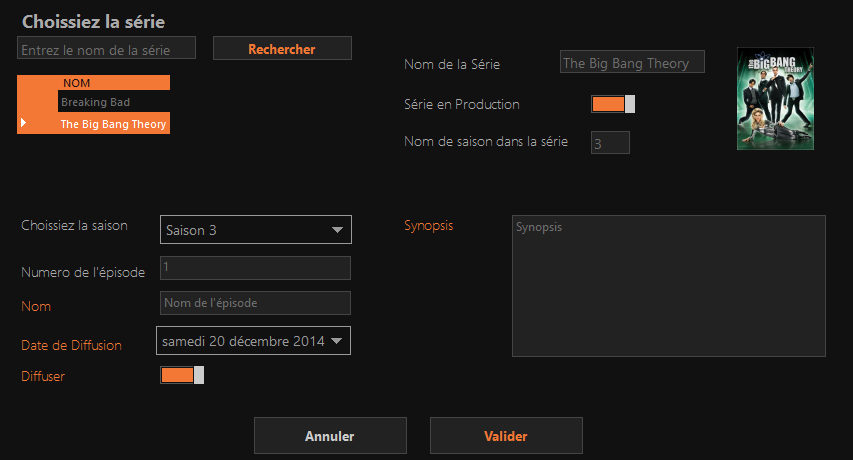 Choissiez la série
Entrez le nom de la série
Rechercher
NOM
Breaking Bad
The Big Bang Theory
Nom de la Série
The Big Bang Theory
Série en Production
Nom de saison dans la série
3
THE BIG BANG
THEORY
Choissiez la saison
Saison 3
Numero de l'épisode
1
Nom
Nom de l'épisode
Date de Diffusion
samedi 20 décembre 2014
Diffuser
Synopsis
Synopsis
Annuler
Valider